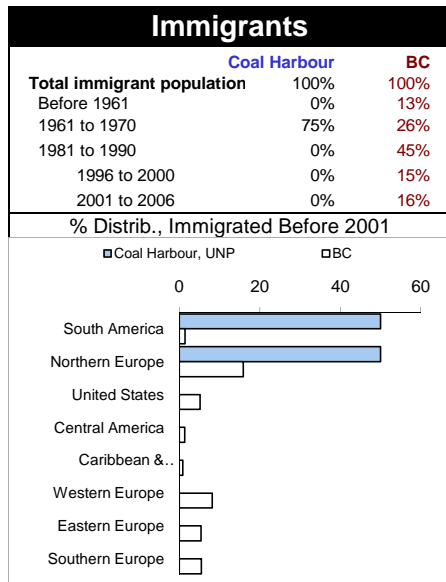 Immigrants
Coal Harbour BC
Total immigrant population 100% 100%
Before 1961 0% 13%
1961 to 1970 75% 26%
1981 to 1990 0% 45%
1996 to 2000 0% 15%
2001 to 2006 0% 16%
% Distrib., Immigrated Before 2001
Coal Harbour, UNP BC
0 20 40 60
South America
Northern Europe
United States
Central America
Caribbean &..
Western Europe
Eastern Europe
Southern Europe